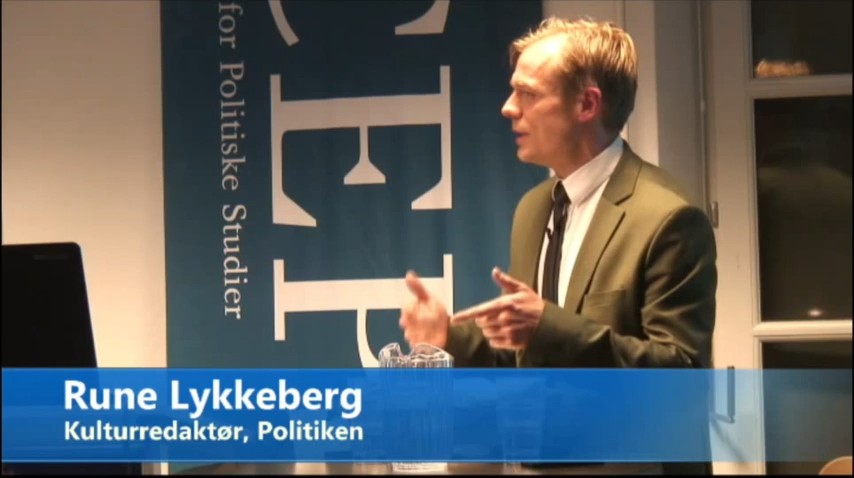 for Politiske Studier
CEP
Rune Lykkeberg
Kulturredaktør, Politiken